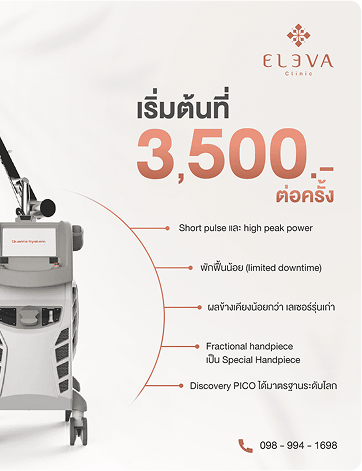 ELEVA
Clinic
เริ่มต้นที่
3,500.-
ต่อครั้ง
Quanta System
Short pulse และ high peak power
พักฟื้นน้อย (limited downtime)
ผลข้างเคียงน้อยกว่า เลเซอร์รุ่นเก่า
Fractional handpiece
เป็น Special Handpiece
Discovery PICO ได้มาตรฐานระดับโลก
098 - 994 - 1698